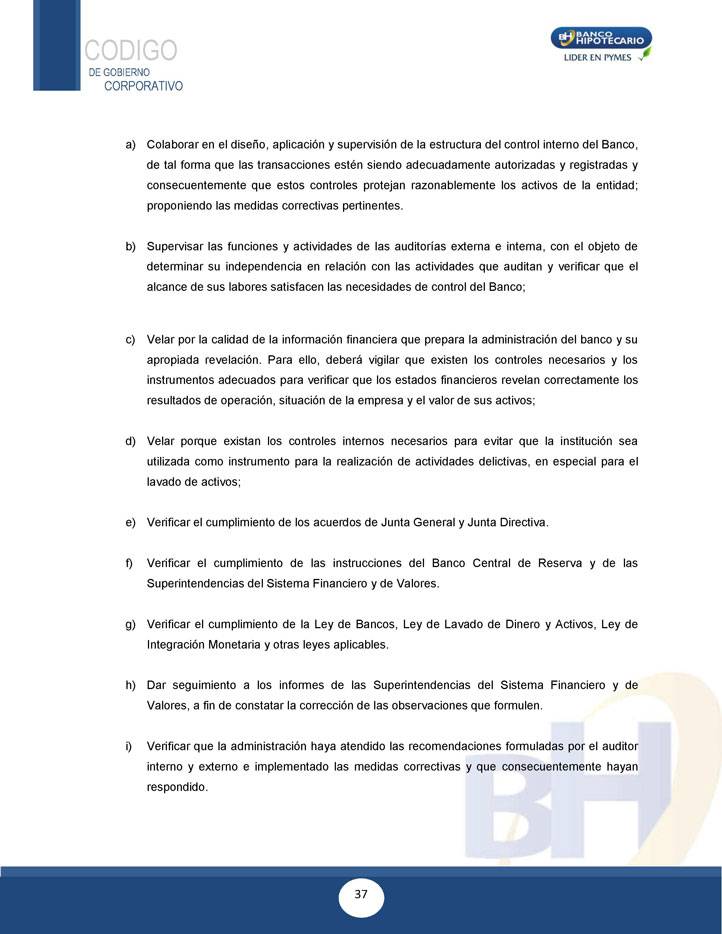 CODIGO
DE GOBIERNO
CORPORATIVO
BH BANCO
HIPOTECARIO
LIDER EN PYMES
a) Colaborar en el diseño, aplicación y supervisión de la estructura del control interno del Banco,
de tal forma que las transacciones estén siendo adecuadamente autorizadas y registradas y
consecuentemente que estos controles protejan razonablemente los activos de la entidad;
proponiendo las medidas correctivas pertinentes.
b) Supervisar las funciones y actividades de las auditorías externa e interna, con el objeto de
determinar su independencia en relación con las actividades que auditan y verificar que el
alcance de sus labores satisfacen las necesidades de control del Banco;
c) Velar por la calidad de la información financiera que prepara la administración del banco y su
apropiada revelación. Para ello, deberá vigilar que existen los controles necesarios y los
instrumentos adecuados para verificar que los estados financieros revelan correctamente los
resultados de operación, situación de la empresa y el valor de sus activos;
d) Velar porque existan los controles internos necesarios para evitar que la institución sea
utilizada como instrumento para la realización de actividades delictivas, en especial para el
lavado de activos;
e) Verificar el cumplimiento de los acuerdos de Junta General y Junta Directiva.
f) Verificar el cumplimiento de las instrucciones del Banco Central de Reserva y de las
Superintendencias del Sistema Financiero y de Valores.
g) Verificar el cumplimiento de la Ley de Bancos, Ley de Lavado de Dinero y Activos, Ley de
Integración Monetaria y otras leyes aplicables.
h) Dar seguimiento a los informes de las Superintendencias del Sistema Financiero y de
Valores, a fin de constatar la corrección de las observaciones que formulen.
i) Verificar que la administración haya atendido las recomendaciones formuladas por el auditor
interno y externo e implementado las medidas correctivas y que consecuentemente hayan
respondido.
BH
37